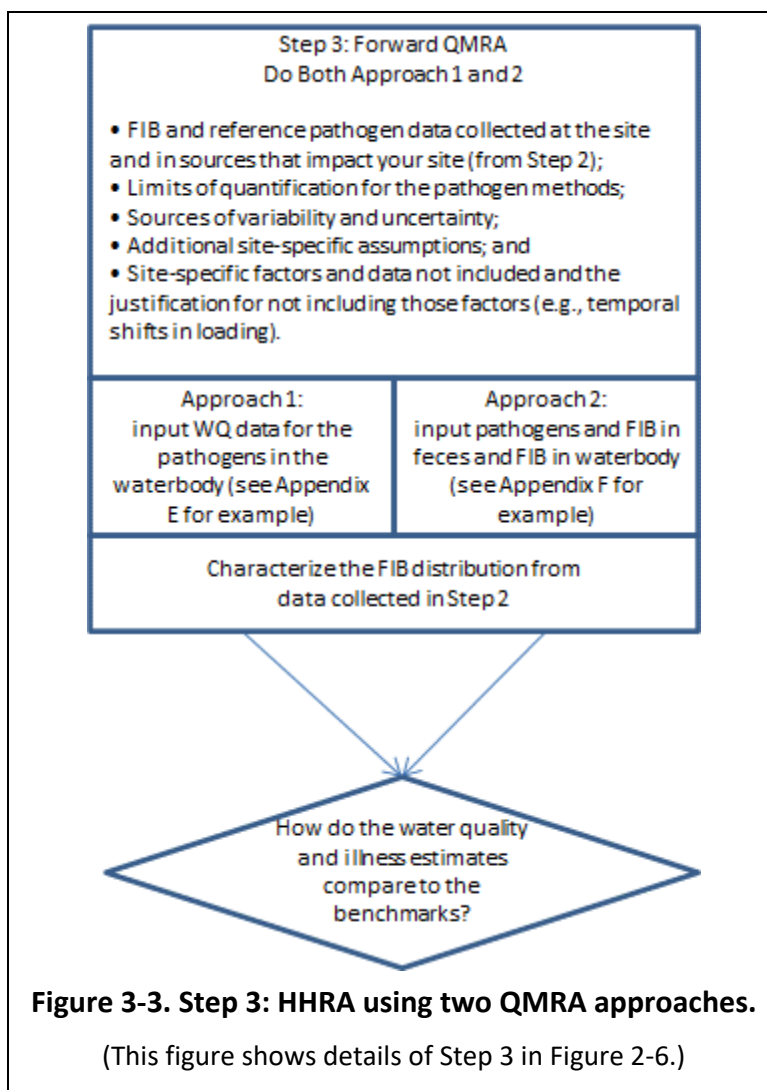 Step 3: Forward QMRA
Do Both Approach 1 and 2
• FIB and reference pathogen data collected at the site
and in sources that impact your site (from Step 2);
• Limits of quantification for the pathogen methods;
• Sources of variability and uncertainty;
• Additional site-specific assumptions; and
• Site-specific factors and data not included and the
justification for not including those factors (e.g., temporal
shifts in loading).
Approach 1:
input WQ data for the
pathogens in the
waterbody (see Appendix
E for example)
Approach 2:
input pathogens and FIB in
feces and FIB in waterbody
(see Appendix F for
example)
Characterize the FIB distribution from
data collected in Step 2
How do the water quality
and illness estimates
compare to the
benchmarks?
Figure 3-3. Step 3: HHRA using two QMRA approaches.
(This figure shows details of Step 3 in Figure 2-6.)